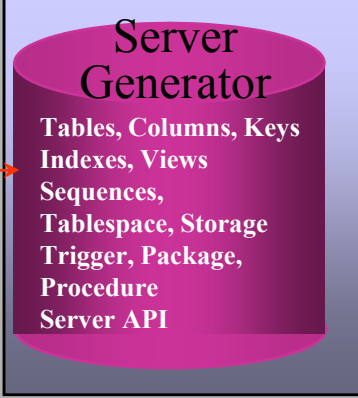 Server
Generator
Tables, Columns, Keys
Indexes, Views
Sequences,
Tablespace, Storage
Trigger, Package,
Procedure
Server API